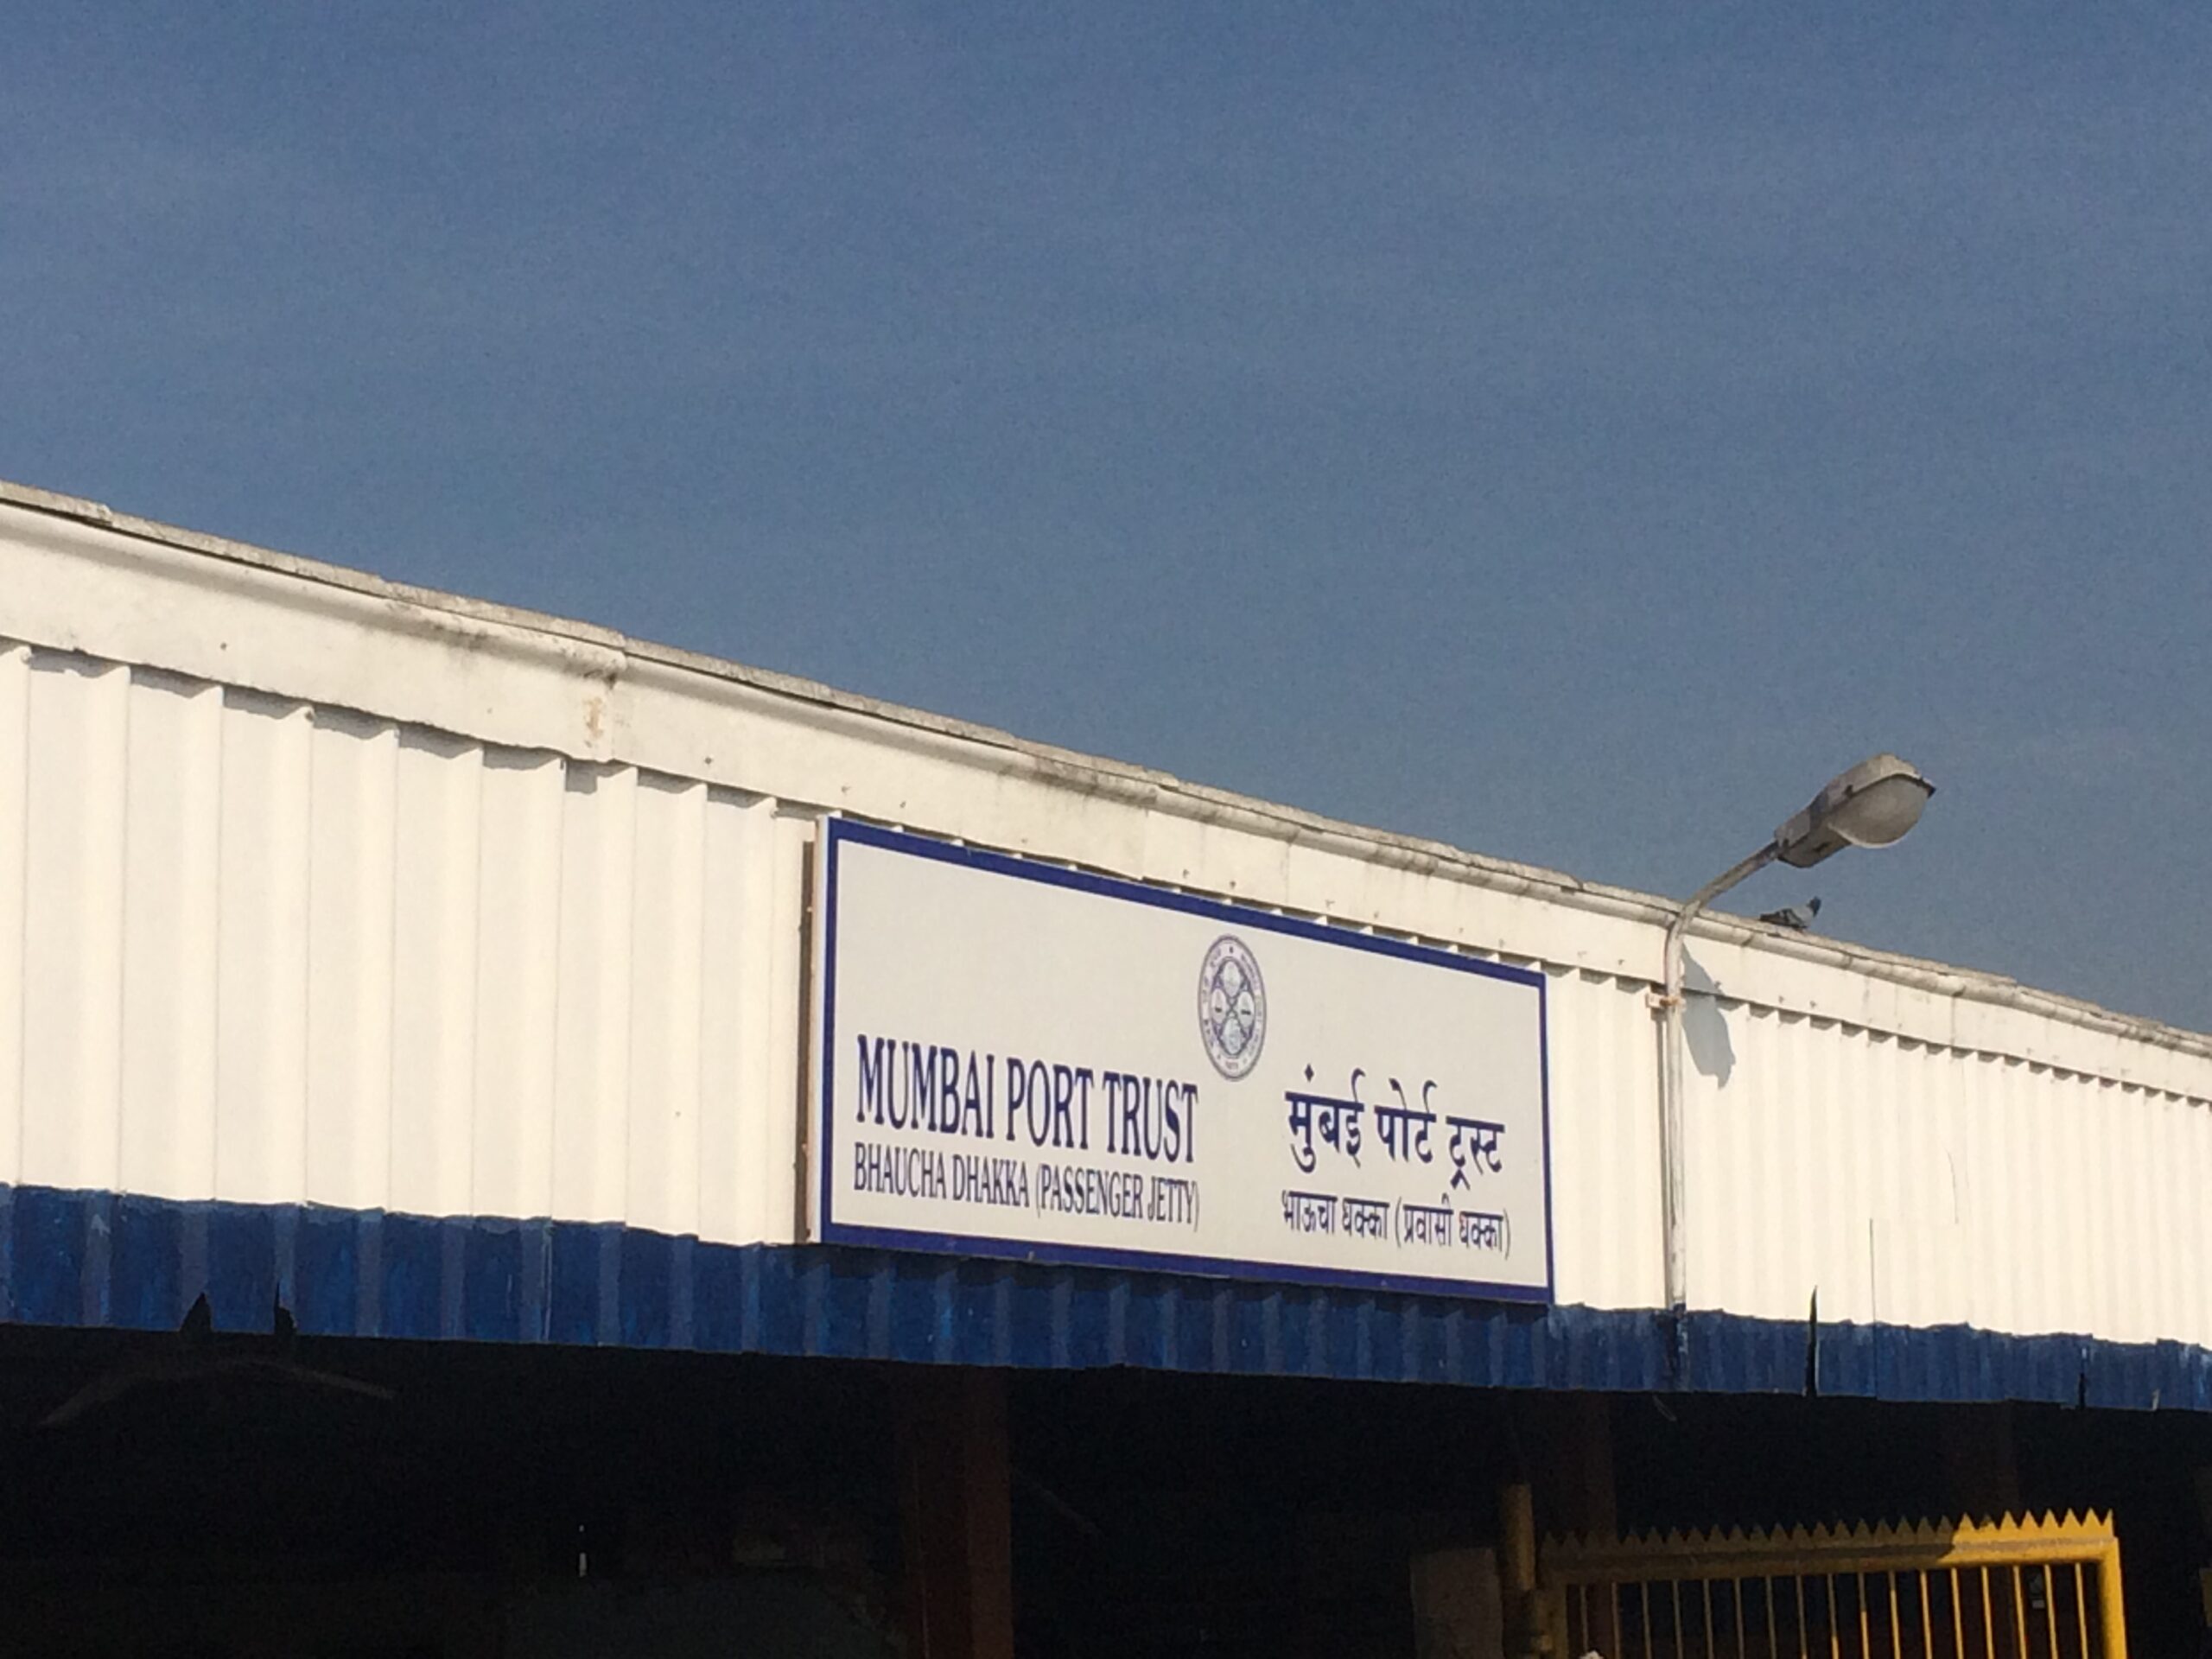 MUMBAI PORT TRUST
BHAUCHA DHAKKA (PASSENGER JETTY)
मुंबई पोर्ट ट्रस्ट
भाऊचा धक्का (प्रवासी धक्का)